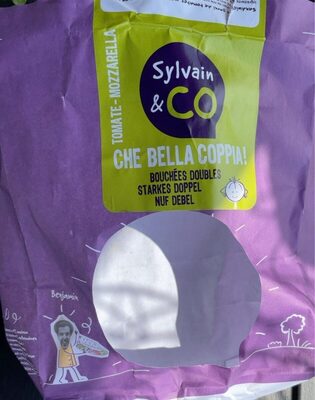 TOMATE - MOZZARELLA
Sylvain
& CO
CHE BELLA COPPIA!
BOUCHÉES DOUBLES
STARKES DOPPEL
NUF DEBEL
Benjamin